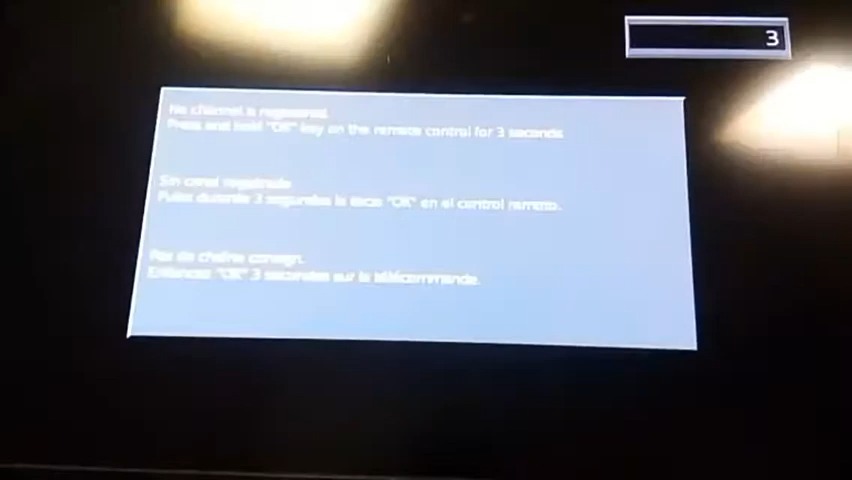 3
No channel is registered.
Press and hold "OK" key on the remote control for 3 seconds.
Sin canal registrado.
Pulse durante 3 segundos la tecla "OK" en el control remoto.
Pas de chaîne consign.
Enfoncez "OK" 3 secondes sur la télécommande.